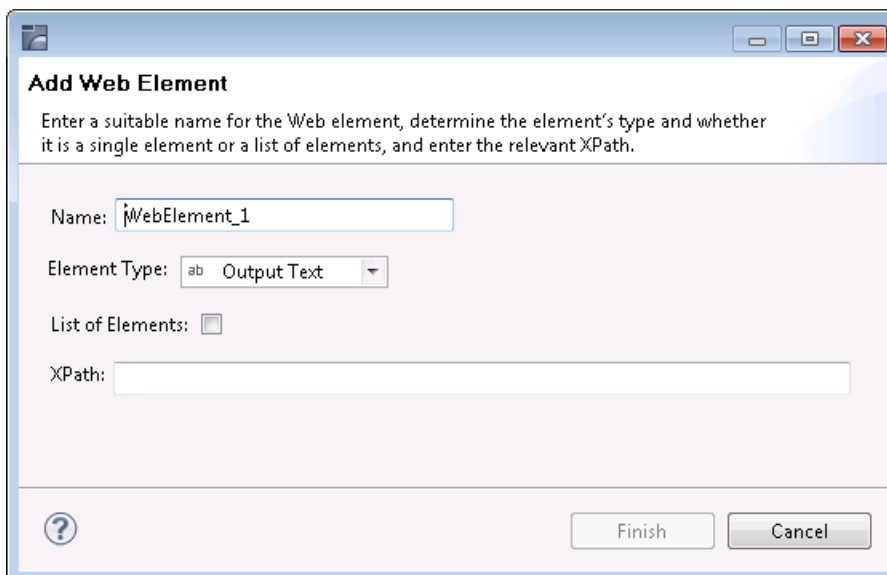 Add Web Element
Enter a suitable name for the Web element, determine the element's type and whether
it is a single element or a list of elements, and enter the relevant XPath.
Name: WebElement_1
Element Type: ab Output Text
List of Elements:
XPath:
?
Finish Cancel